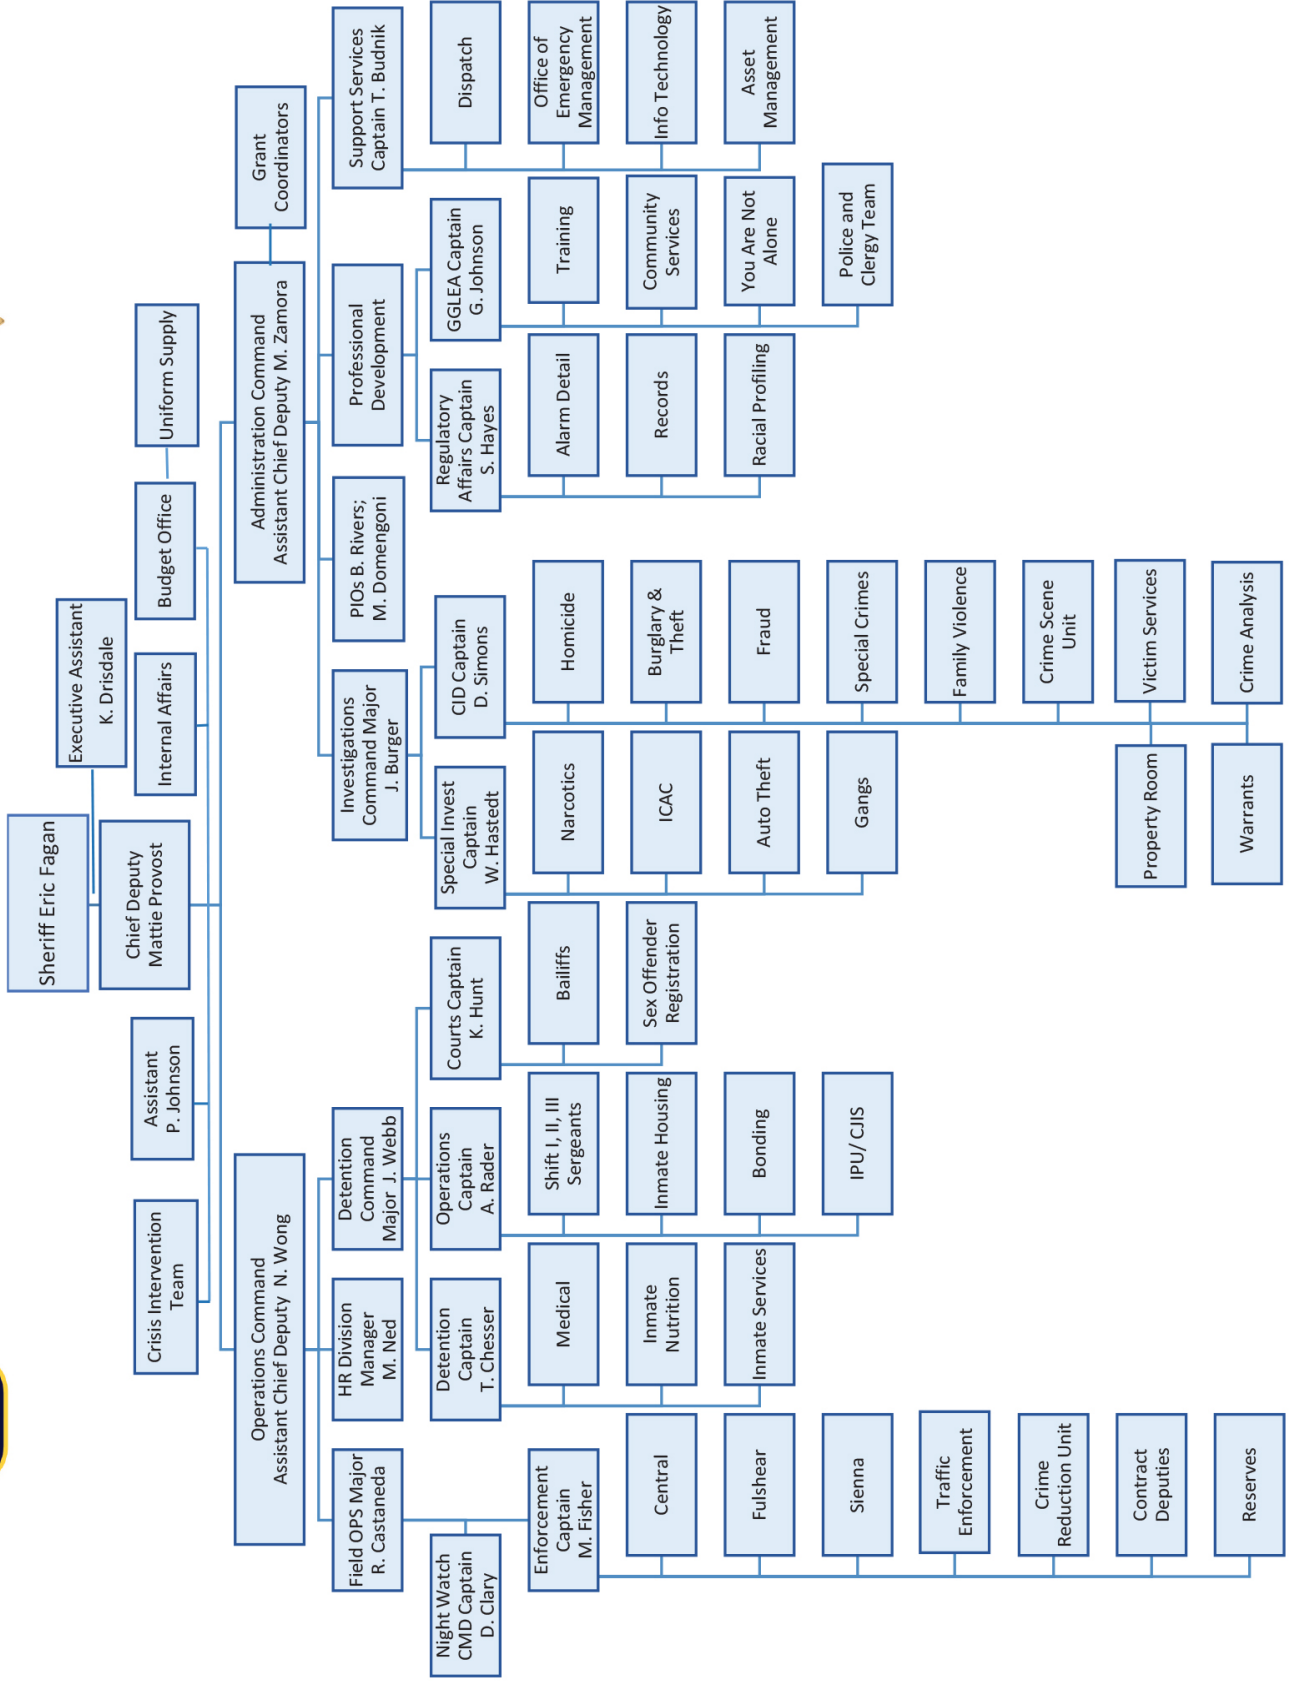 Sheriff Eric Fagan
Chief Deputy
Mattie Provost
Executive Assistant
K. Drisdale
Crisis Intervention
Team
Assistant
P. Johnson
Internal Affairs
Budget Office
Uniform Supply
Operations Command
Assistant Chief Deputy N. Wong
Administration Command
Assistant Chief Deputy M. Zamora
Grant
Coordinators
Field OPS Major
R. Castaneda
HR Division
Manager
M. Ned
Detention
Command
Major J. Webb
Investigations
Command Major
J. Burger
PIOs B. Rivers;
M. Domengoni
Professional
Development
Support Services
Captain T. Budnik
Night Watch
CMD Captain
D. Clary
Detention
Captain
T. Chesser
Operations
Captain
A. Rader
Courts Captain
K. Hunt
Special Invest
Captain
W. Hastedt
CID Captain
D. Simons
Regulatory
Affairs Captain
S. Hayes
GGLEA Captain
G. Johnson
Dispatch
Enforcement
Captain
M. Fisher
Medical
Shift I, II, III
Sergeants
Bailiffs
Narcotics
Homicide
Alarm Detail
Training
Office of
Emergency
Management
Central
Inmate
Nutrition
Inmate Housing
Sex Offender
Registration
ICAC
Burglary &
Theft
Records
Community
Services
Info Technology
Fulshear
Inmate Services
Bonding
Auto Theft
Fraud
Racial Profiling
You Are Not
Alone
Asset
Management
Sienna
IPU/ CJIS
Gangs
Special Crimes
Police and
Clergy Team
Traffic
Enforcement
Family Violence
Crime
Reduction Unit
Crime Scene
Unit
Contract
Deputies
Property Room
Victim Services
Reserves
Warrants
Crime Analysis